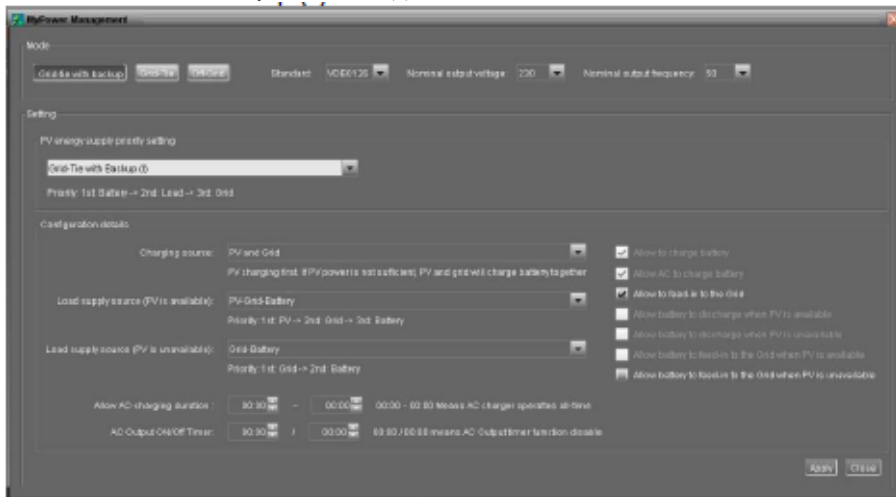 MyPower Management
Mode
Grid-tie with backup Grid-Tie Off-Grid Standard: VDE0126 Nominal output voltage: 230 Nominal output frequency: 50
Setting
PV energy supply priority setting
Grid-Tie with Backup (I)
Priority: 1st: Battery -> 2nd: Load -> 3rd: Grid
Configuration details
Charging source: PV and Grid
PV charging first. If PV power is not sufficient, PV and grid will charge battery together
Load supply source (PV is available): PV-Grid-Battery
Priority: 1st: PV -> 2nd: Grid -> 3rd: Battery
Load supply source (PV is unavailable): Grid-Battery
Priority: 1st: Grid -> 2nd: Battery
Allow to charge battery
Allow AC to charge battery
Allow to feed-in to the Grid
Allow battery to discharge when PV is available
Allow battery to discharge when PV is unavailable
Allow battery to feed-in to the Grid when PV is available
Allow battery to feed-in to the Grid when PV is unavailable
Allow AC charging duration : 00:00 ~ 00:00 00:00 - 00:00 Means AC charger operates all-time
AC Output ON/Off Timer: 00:00 / 00:00 00:00 / 00:00 means AC Output timer function disable
Apply Close